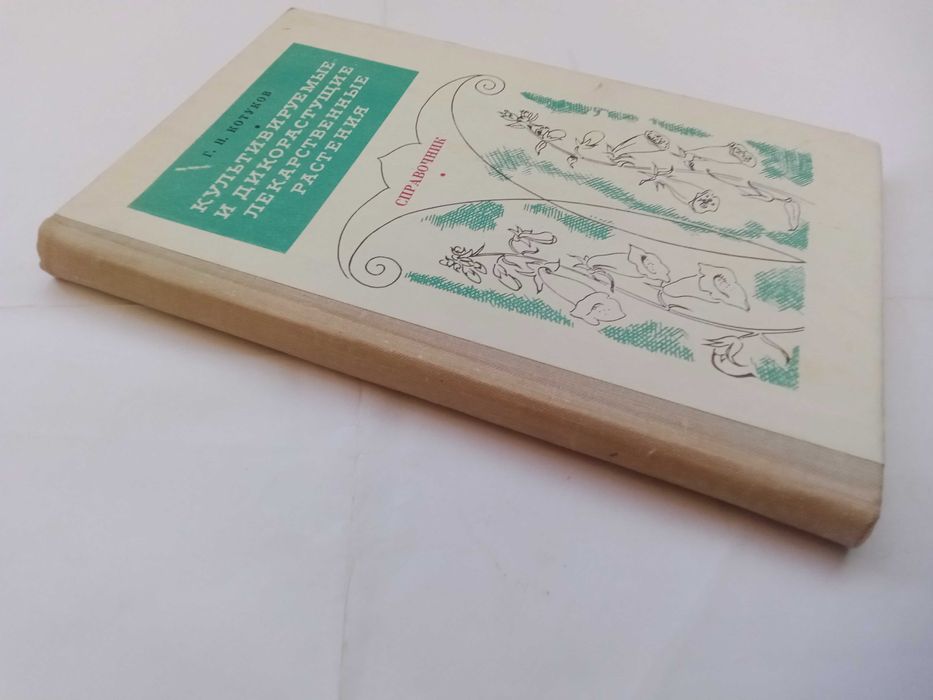 Г. Н. КОТУКОВ
КУЛЬТИВИРУЕМЫЕ
И ДИКОРАСТУЩИЕ
ЛЕКАРСТВЕННЫЕ
РАСТЕНИЯ
СПРАВОЧНИК